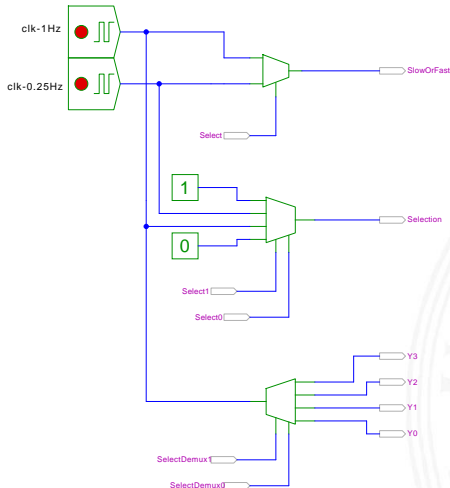 clk-1Hz
clk-0.25Hz
SlowOrFast
Select
1
Selection
0
Select1
Select0
Y3
Y2
Y1
Y0
SelectDemux1
SelectDemux0